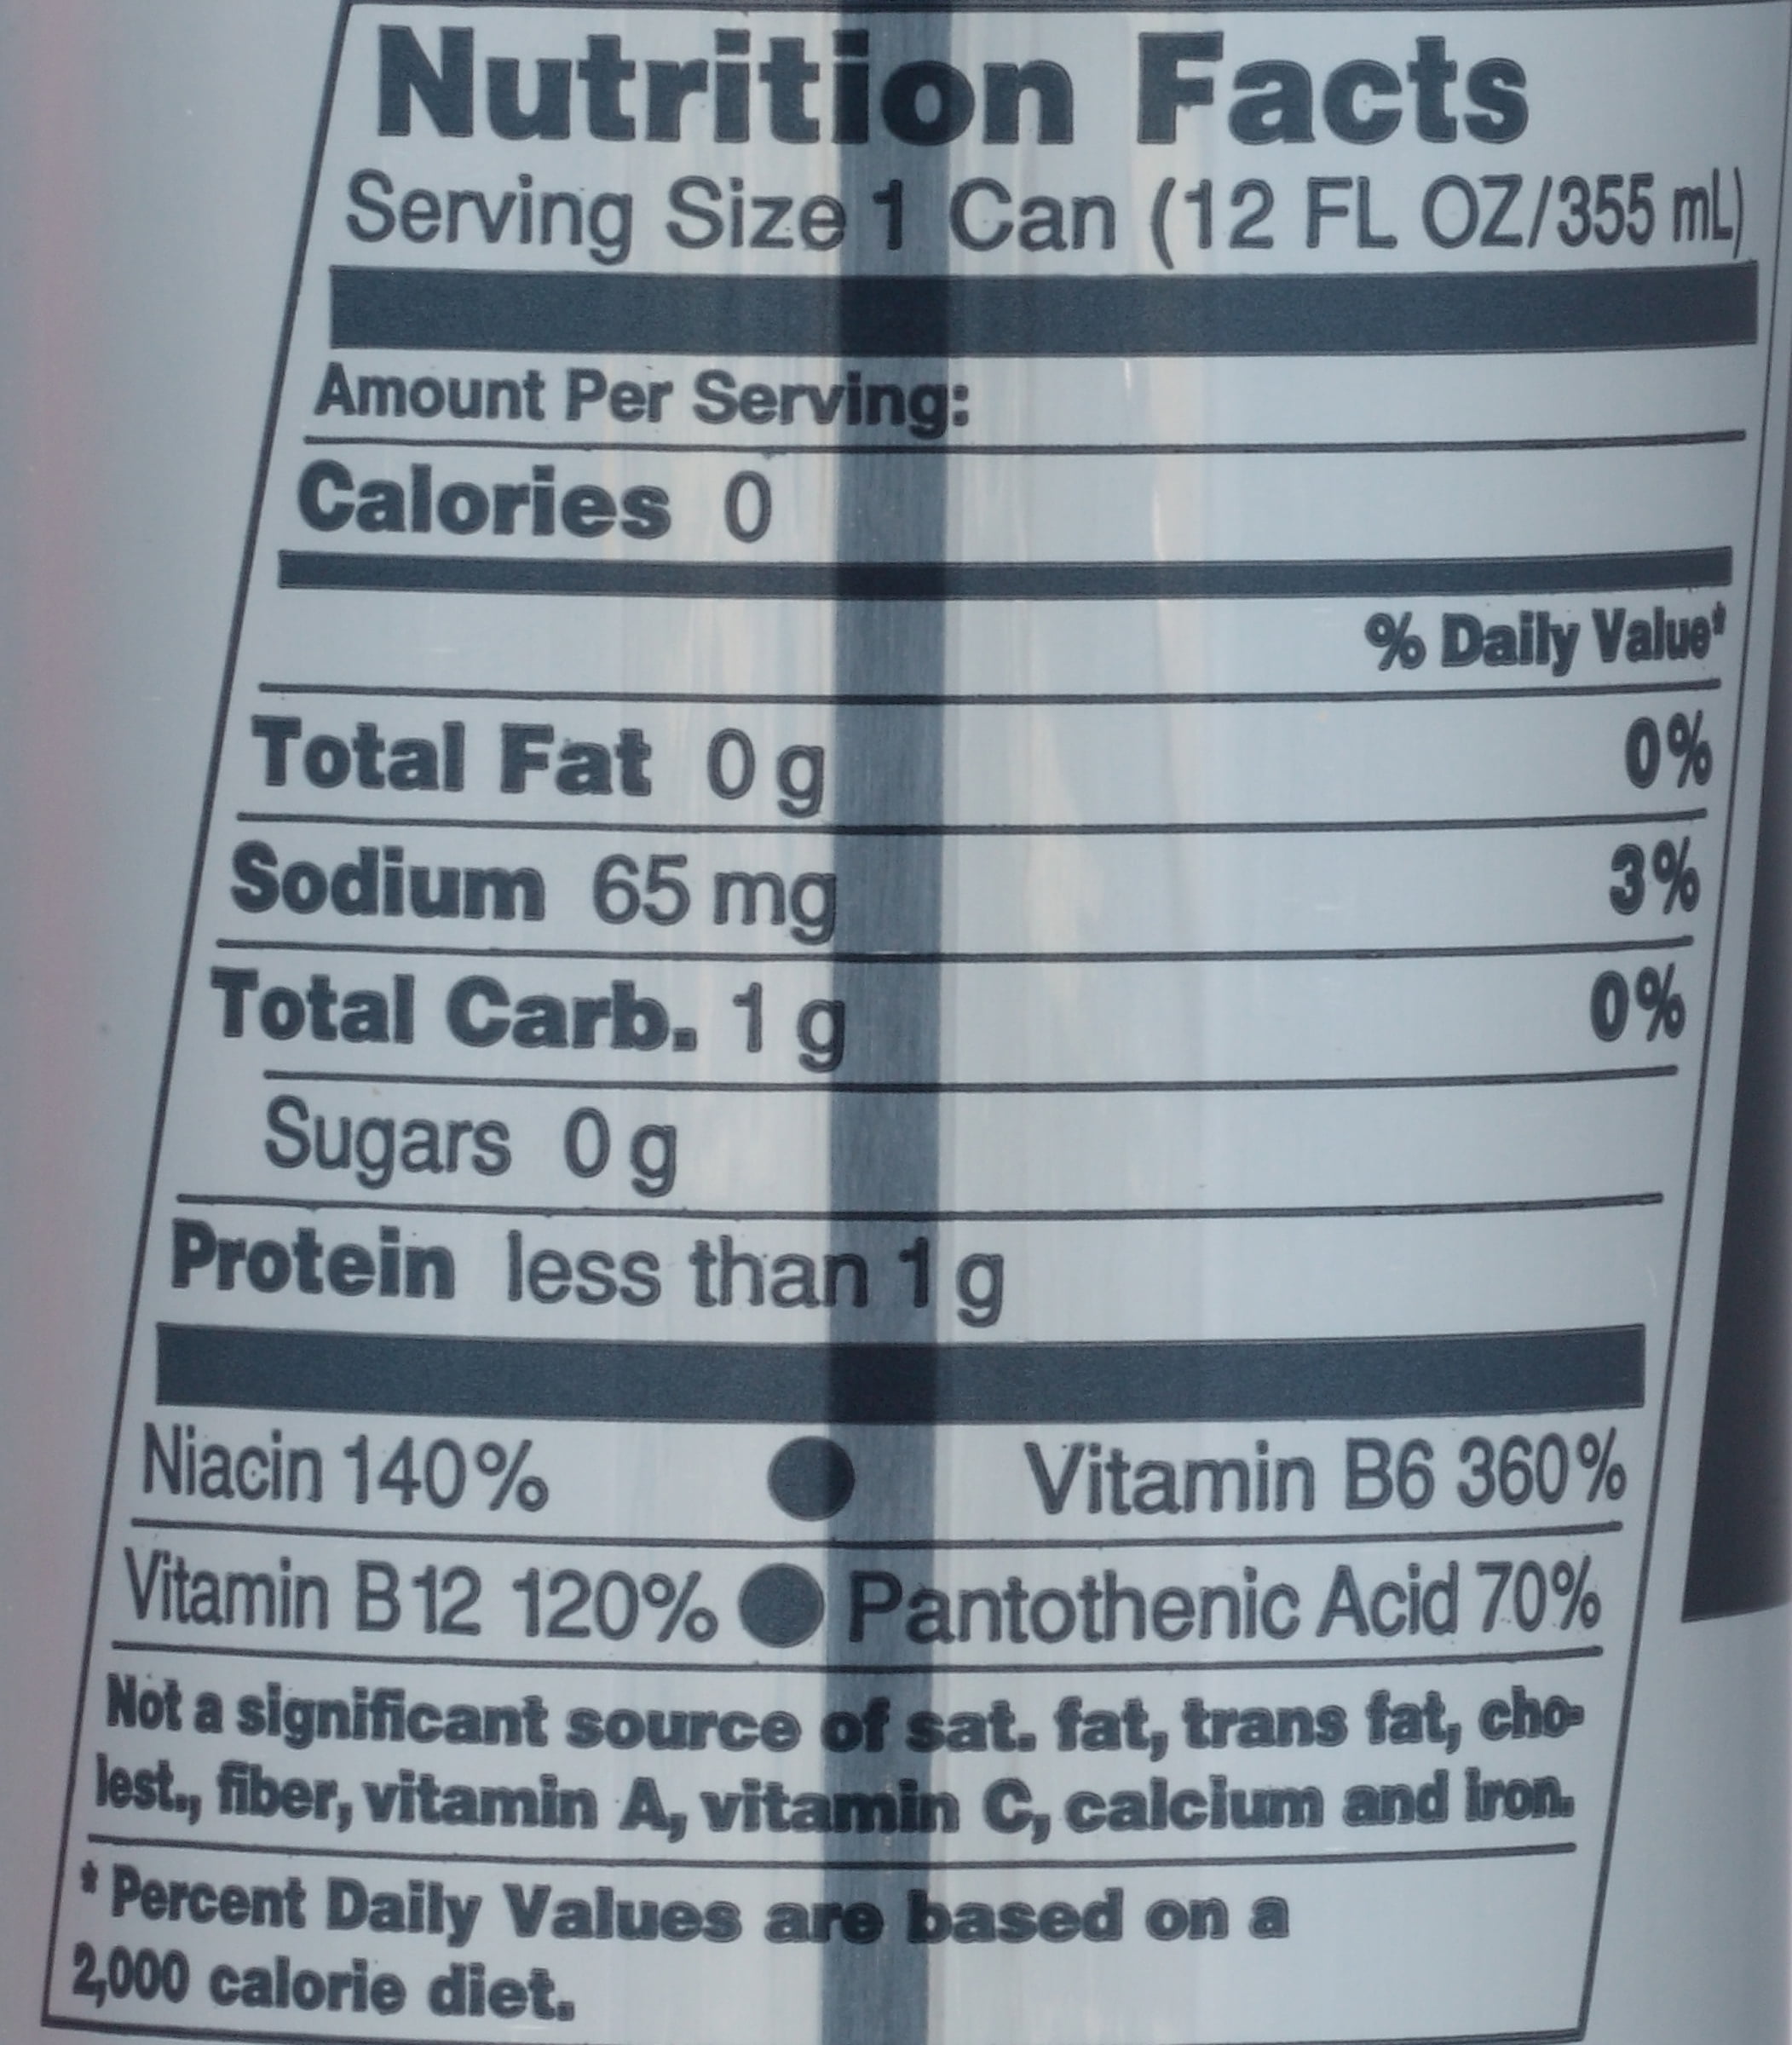 Nutrition Facts
Serving Size 1 Can (12 FL OZ/355 mL)
Amount Per Serving:
Calories 0
% Daily Value*
Total Fat 0 g 0%
Sodium 65 mg 3%
Total Carb. 1 g 0%
Sugars 0 g
Protein less than 1 g
Niacin 140% ● Vitamin B6 360%
Vitamin B12 120% ● Pantothenic Acid 70%
Not a significant source of sat. fat, trans fat, cho-
lest., fiber, vitamin A, vitamin C, calcium and iron.
* Percent Daily Values are based on a
2,000 calorie diet.